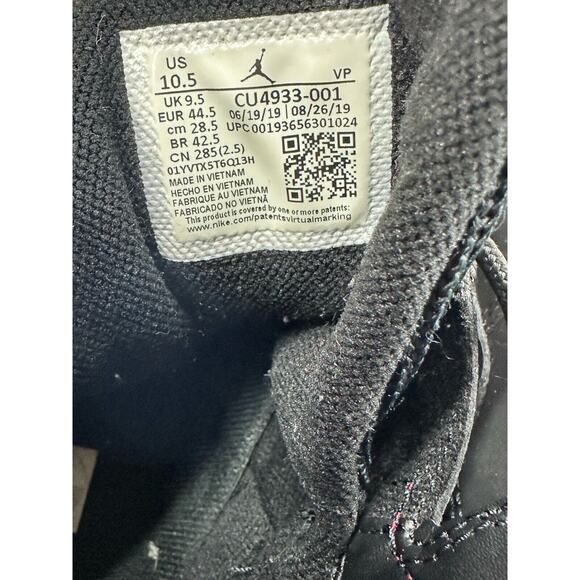 US
10.5
VP
UK 9.5
CU4933-001
EUR 44.5
06/19/19 | 08/26/19
cm 28.5
UPC 00193656301024
BR 42.5
CN 285(2.5)
01YVTX5T6Q13H
MADE IN VIETNAM
HECHO EN VIETNAM
FABRIQUE AU VIETNAM
FABRICADO NO VIETNÃ
This product is covered by one or more patents:
www.nike.com/patentsvirtualmarking